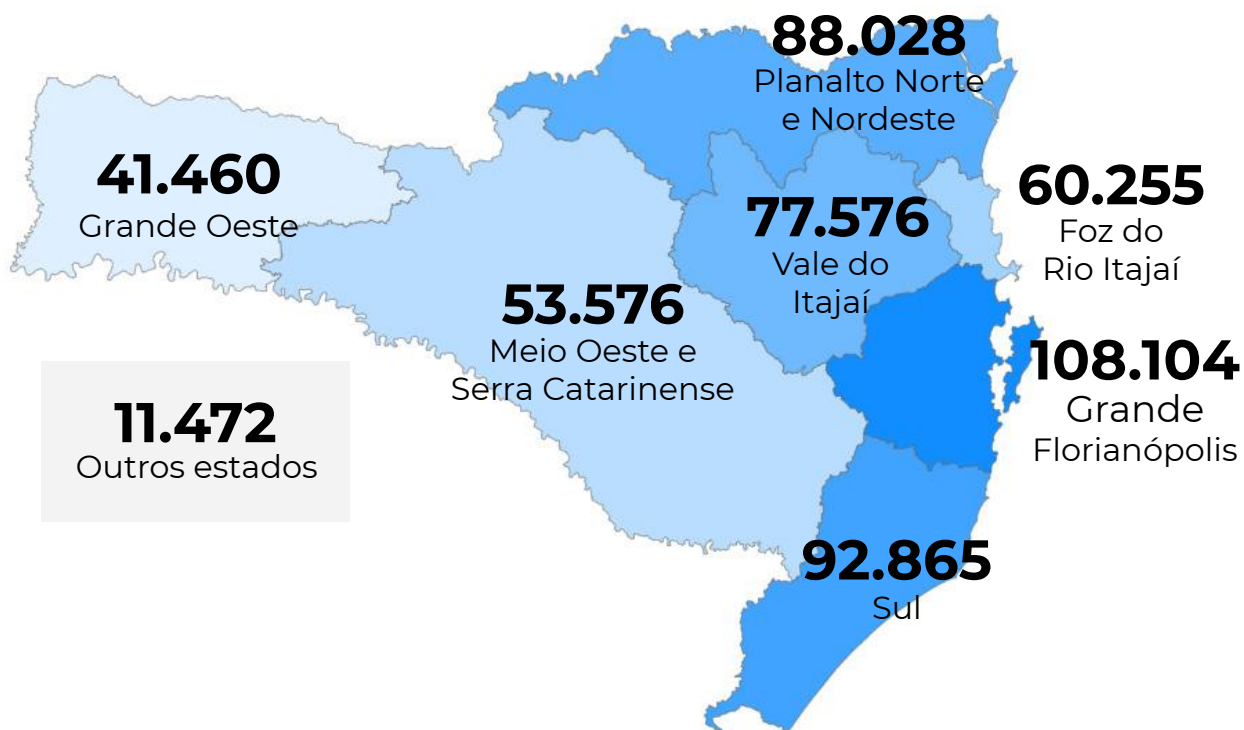 88.028
Planalto Norte
e Nordeste
41.460
Grande Oeste
60.255
Foz do
Rio Itajaí
77.576
Vale do
Itajaí
53.576
Meio Oeste e
Serra Catarinense
108.104
Grande
Florianópolis
11.472
Outros estados
92.865
Sul